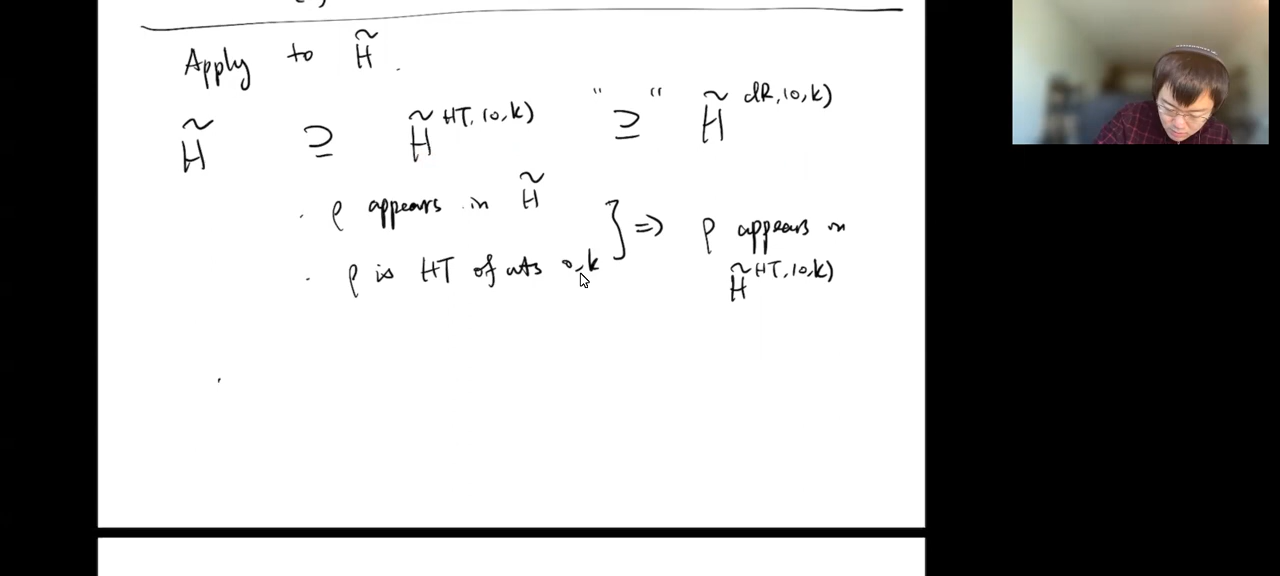 Apply to H̃.
H̃ ⊇ H̃^{HT,(0,k)} "⊇" H̃^{dR,(0,k)}
· ρ appears in H̃
· ρ is HT of wts 0,k } ⇒ ρ appears in
H̃^{HT,(0,k)}